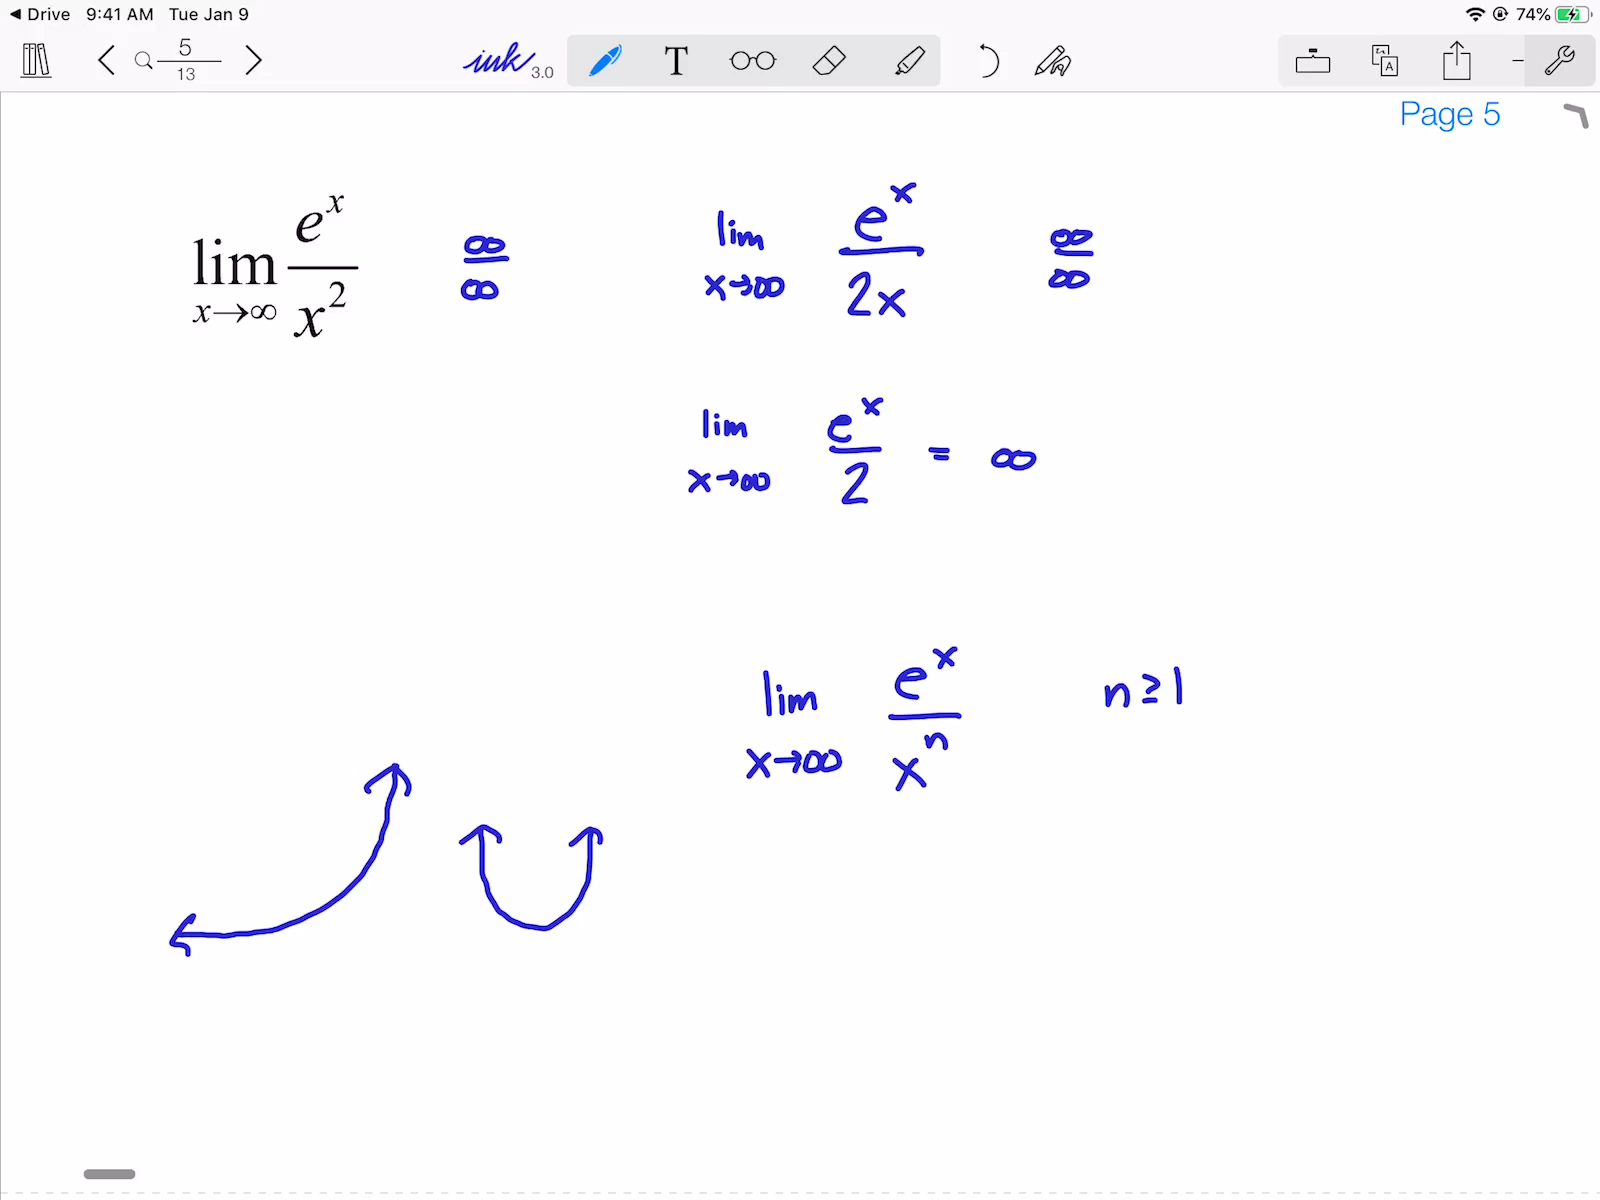 Drive 9:41 AM Tue Jan 9 74%
5
13
ink 3.0 T A
Page 5
lim x→∞ e^x/x^2 ∞/∞ lim x→∞ e^x/2x ∞/∞
lim x→∞ e^x/2 = ∞
lim x→∞ e^x/x^n n≥1